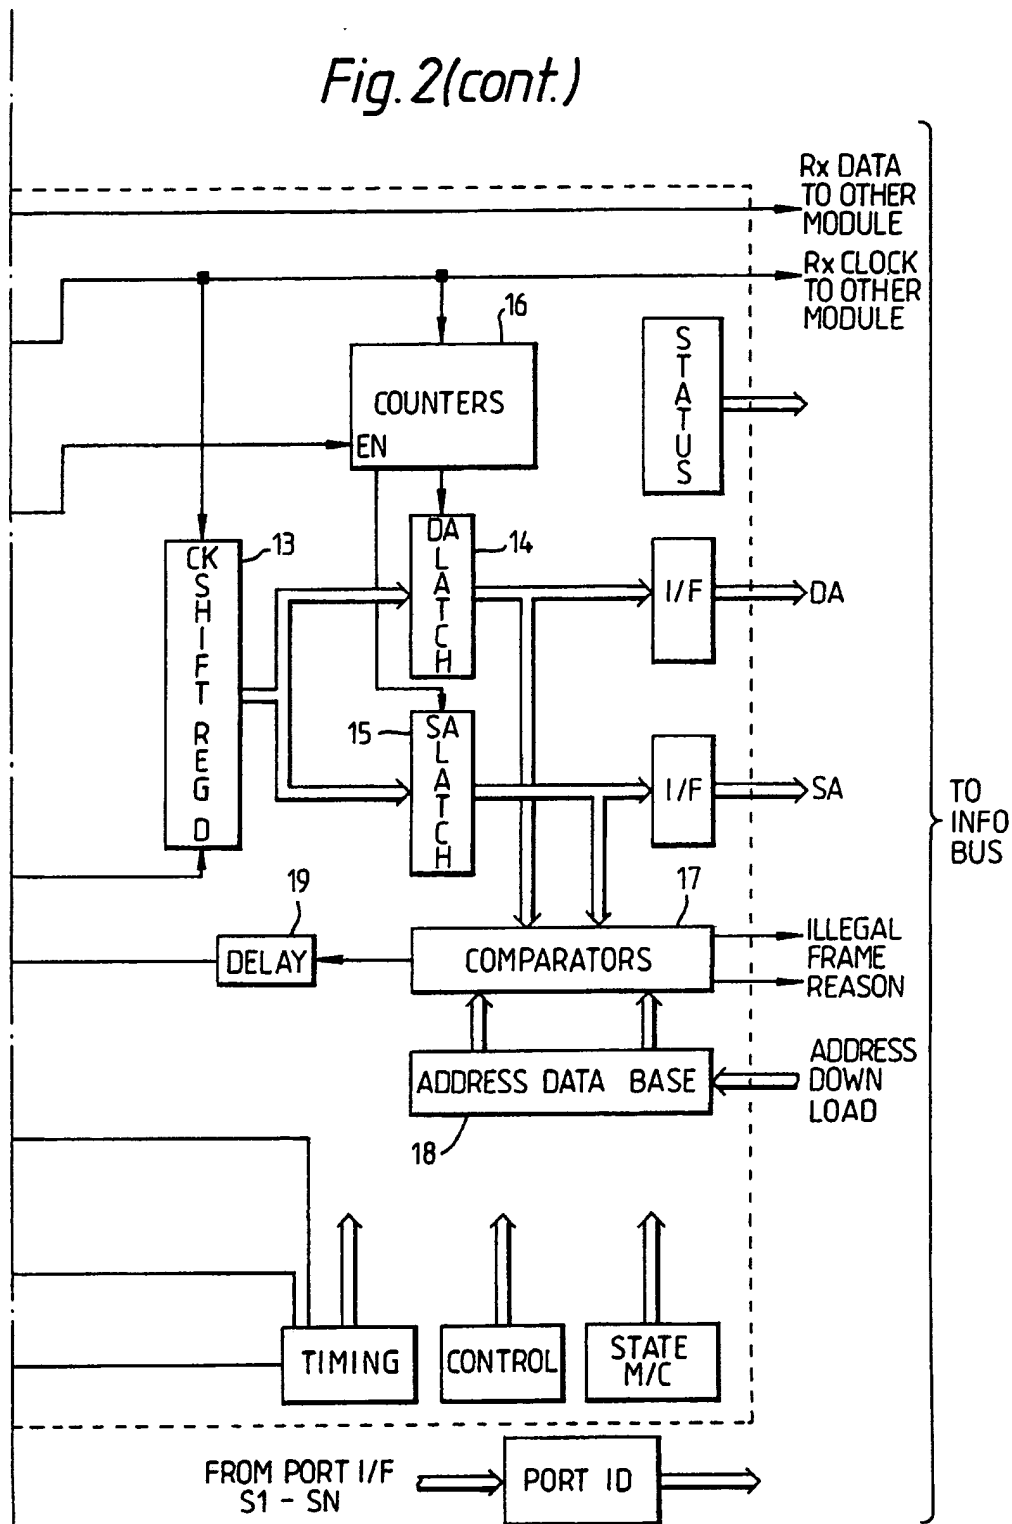 Fig. 2(cont.)
Rx DATA
TO OTHER
MODULE
Rx CLOCK
TO OTHER
MODULE
16
COUNTERS
EN
STATUS
13
CK
SHIFT REG D
DA
LATCH
14
I/F
DA
15
SA
LATCH
I/F
SA
TO
INFO
BUS
19
DELAY
17
COMPARATORS
ILLEGAL
FRAME
REASON
ADDRESS DATA BASE
18
ADDRESS
DOWN
LOAD
TIMING
CONTROL
STATE
M/C
FROM PORT I/F
S1 - SN
PORT ID